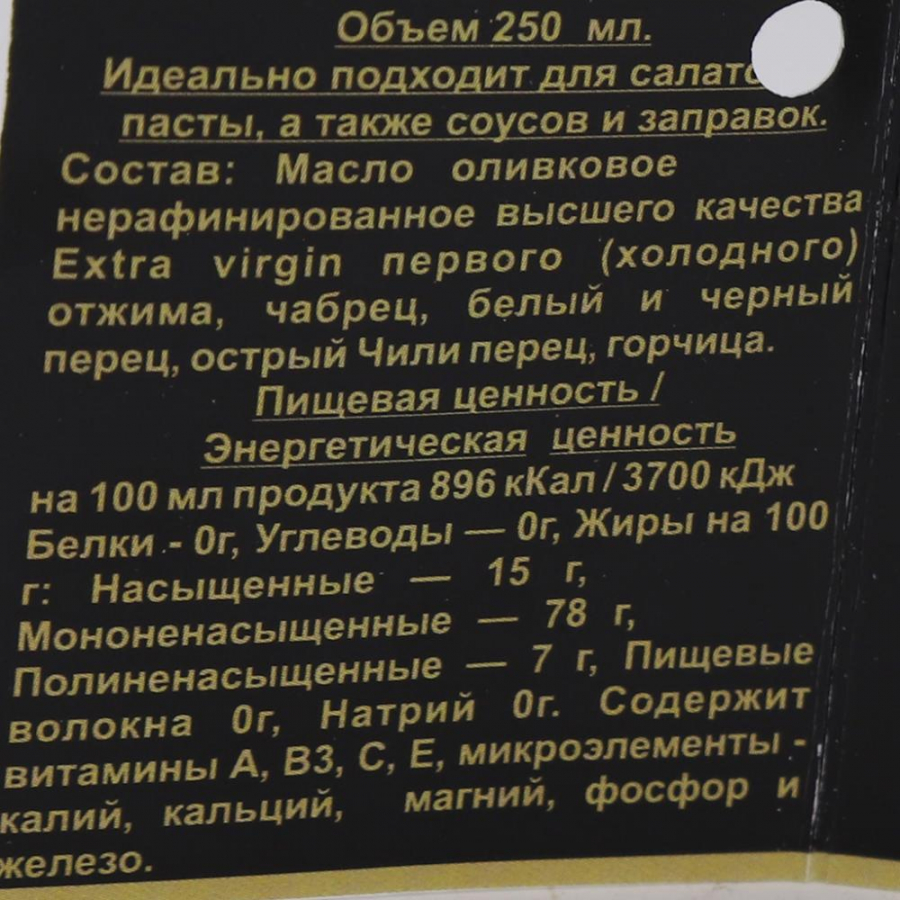 Объем 250 мл.
Идеально подходит для
пасты, а также соусов и заправок.
Состав: Масло оливковое
нерафинированное высшего качества
Extra virgin первого (холодного)
отжима, чабрец, белый и черный
перец, острый Чили перец, горчица.
Пищевая ценность /
Энергетическая ценность
на 100 мл продукта 896 кКал / 3700 кДж
Белки - 0г, Углеводы — 0г, Жиры на 100
г: Насыщенные — 15 г,
Мононенасыщенные — 78 г,
Полиненасыщенные — 7 г, Пищевые
волокна 0г, Натрий 0г. Содержит
витамины А, В3, С, Е, микроэлементы -
калий, кальций, магний, фосфор и
железо.